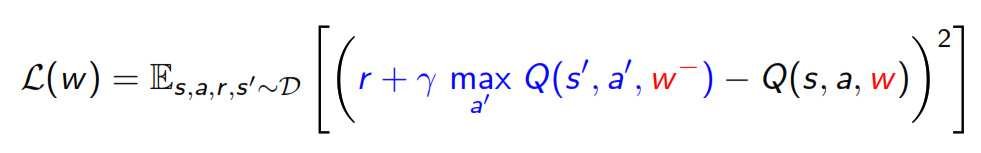 ℒ(w) = 𝔼_{s,a,r,s′∼𝒟} [ ( r + γ max_{a′} Q(s′, a′, w⁻) − Q(s, a, w) )² ]